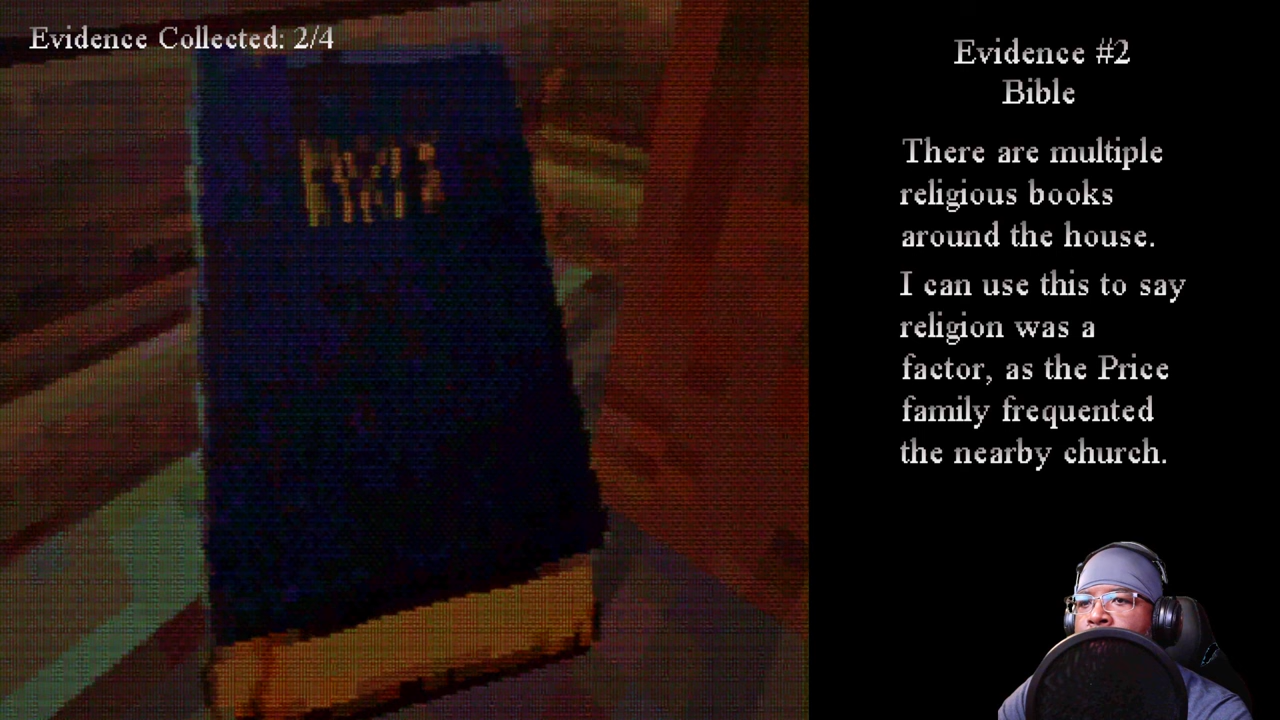 Evidence Collected: 2/4
Evidence #2
Bible
There are multiple
religious books
around the house.
I can use this to say
religion was a
factor, as the Price
family frequented
the nearby church.